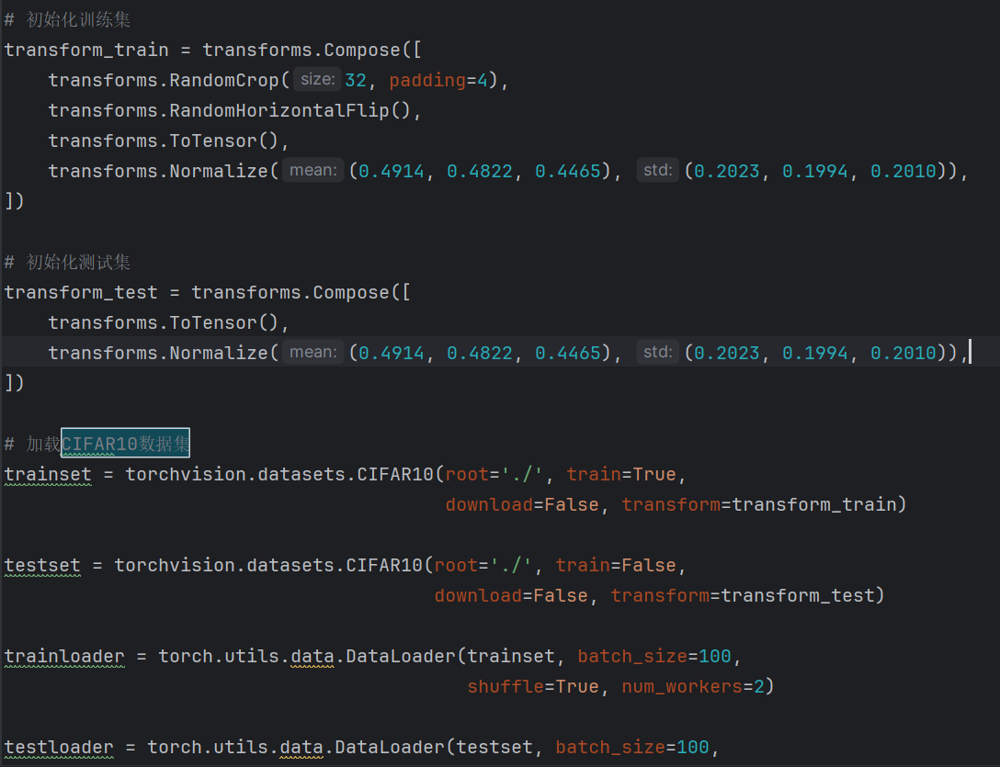 # 初始化训练集
transform_train = transforms.Compose([
    transforms.RandomCrop( size: 32, padding=4),
    transforms.RandomHorizontalFlip(),
    transforms.ToTensor(),
    transforms.Normalize( mean: (0.4914, 0.4822, 0.4465), std: (0.2023, 0.1994, 0.2010)),
])
# 初始化测试集
transform_test = transforms.Compose([
    transforms.ToTensor(),
    transforms.Normalize( mean: (0.4914, 0.4822, 0.4465), std: (0.2023, 0.1994, 0.2010)),
])
# 加载CIFAR10数据集
trainset = torchvision.datasets.CIFAR10(root='./', train=True,
                                        download=False, transform=transform_train)
testset = torchvision.datasets.CIFAR10(root='./', train=False,
                                       download=False, transform=transform_test)
trainloader = torch.utils.data.DataLoader(trainset, batch_size=100,
                                          shuffle=True, num_workers=2)
testloader = torch.utils.data.DataLoader(testset, batch_size=100,